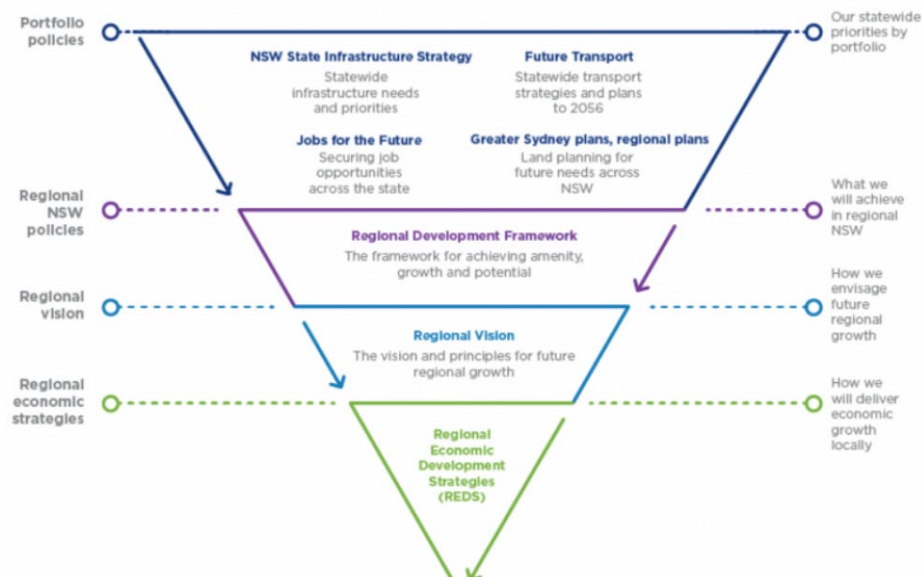 Portfolio
policies
Our statewide
priorities by
portfolio
NSW State Infrastructure Strategy
Statewide
infrastructure needs
and priorities
Future Transport
Statewide transport
strategies and plans
to 2056
Jobs for the Future
Securing job
opportunities
across the state
Greater Sydney plans, regional plans
Land planning for
future needs across
NSW
Regional
NSW
policies
What we
will achieve
in regional
NSW
Regional Development Framework
The framework for achieving amenity,
growth and potential
Regional
vision
How we
envisage
future
regional
growth
Regional Vision
The vision and principles for future
regional growth
Regional
economic
strategies
How we
will deliver
economic
growth
locally
Regional
Economic
Development
Strategies
(REDS)